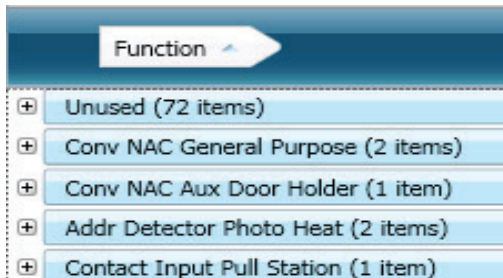 Function
Unused (72 items)
Conv NAC General Purpose (2 items)
Conv NAC Aux Door Holder (1 item)
Addr Detector Photo Heat (2 items)
Contact Input Pull Station (1 item)